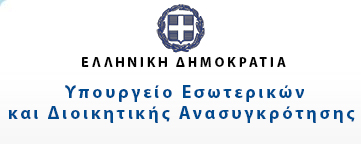 ΕΛΛΗΝΙΚΗ ΔΗΜΟΚΡΑΤΙΑ
Υπουργείο Εσωτερικών
και Διοικητικής Ανασυγκρότησης